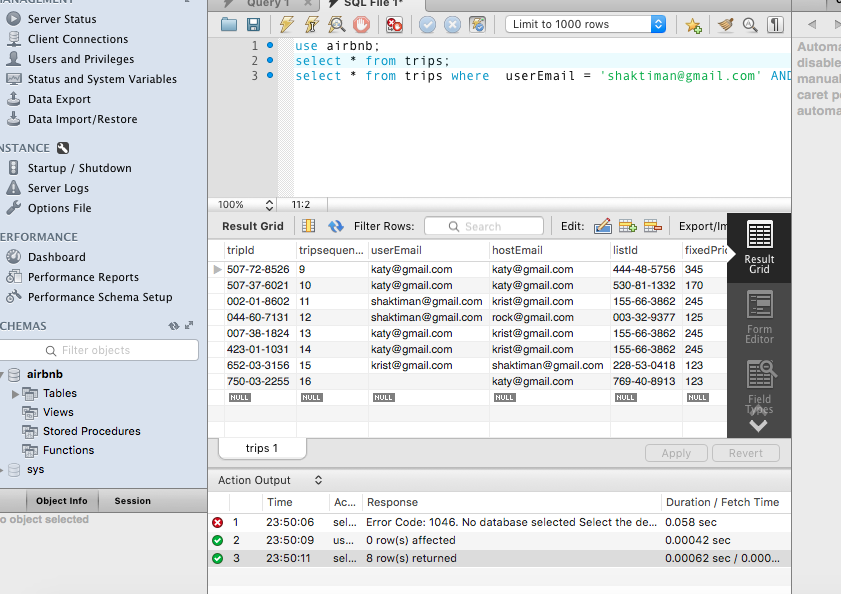 MANAGEMENT
Server Status
Client Connections
Users and Privileges
Status and System Variables
Data Export
Data Import/Restore
NSTANCE
Startup / Shutdown
Server Logs
Options File
ERFORMANCE
Dashboard
Performance Reports
Performance Schema Setup
CHEMAS
Filter objects
airbnb
Tables
Views
Stored Procedures
Functions
sys
Object Info Session
o object selected
Query 1 SQL File 1*
Limit to 1000 rows
1 use airbnb;
2 select * from trips;
3 select * from trips where userEmail = 'shaktiman@gmail.com' AND
100% 11:2
Result Grid Filter Rows: Search Edit: Export/Im
tripId tripsequen... userEmail hostEmail listId fixedPric
507-72-8526 9 katy@gmail.com katy@gmail.com 444-48-5756 345
507-37-6021 10 katy@gmail.com katy@gmail.com 530-81-1332 170
002-01-8602 11 shaktiman@gmail.com krist@gmail.com 155-66-3862 245
044-60-7131 12 shaktiman@gmail.com rock@gmail.com 003-32-9377 125
007-38-1824 13 katy@gmail.com krist@gmail.com 155-66-3862 245
423-01-1031 14 katy@gmail.com krist@gmail.com 155-66-3862 245
652-03-3156 15 krist@gmail.com shaktiman@gmail.com 228-53-0418 123
750-03-2255 16 katy@gmail.com 769-40-8913 123
NULL NULL NULL NULL NULL NULL
Result
Grid
Form
Editor
Field
Types
trips 1 Apply Revert
Action Output
Time Ac... Response Duration / Fetch Time
1 23:50:06 sel... Error Code: 1046. No database selected Select the de... 0.058 sec
2 23:50:09 us... 0 row(s) affected 0.00042 sec
3 23:50:11 sel... 8 row(s) returned 0.00062 sec / 0.000...
Automa
disable
manual
caret po
automa